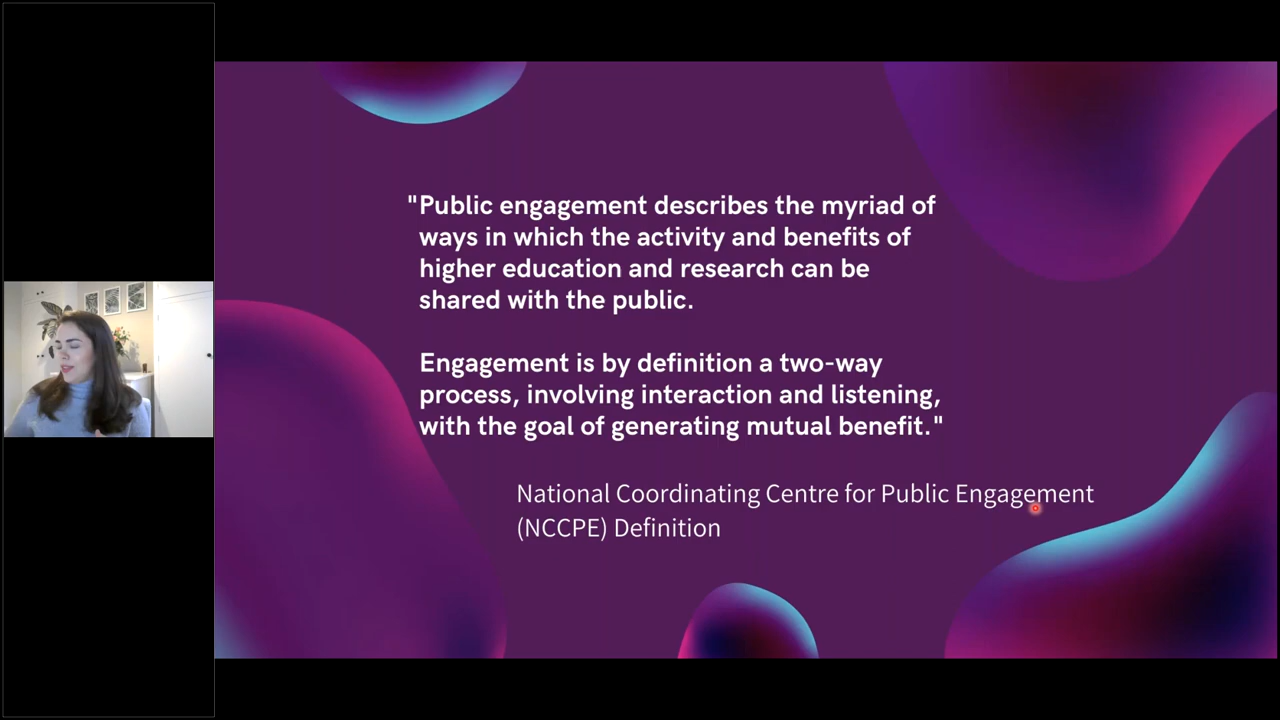 "Public engagement describes the myriad of
ways in which the activity and benefits of
higher education and research can be
shared with the public.
Engagement is by definition a two-way
process, involving interaction and listening,
with the goal of generating mutual benefit."
National Coordinating Centre for Public Engagement
(NCCPE) Definition